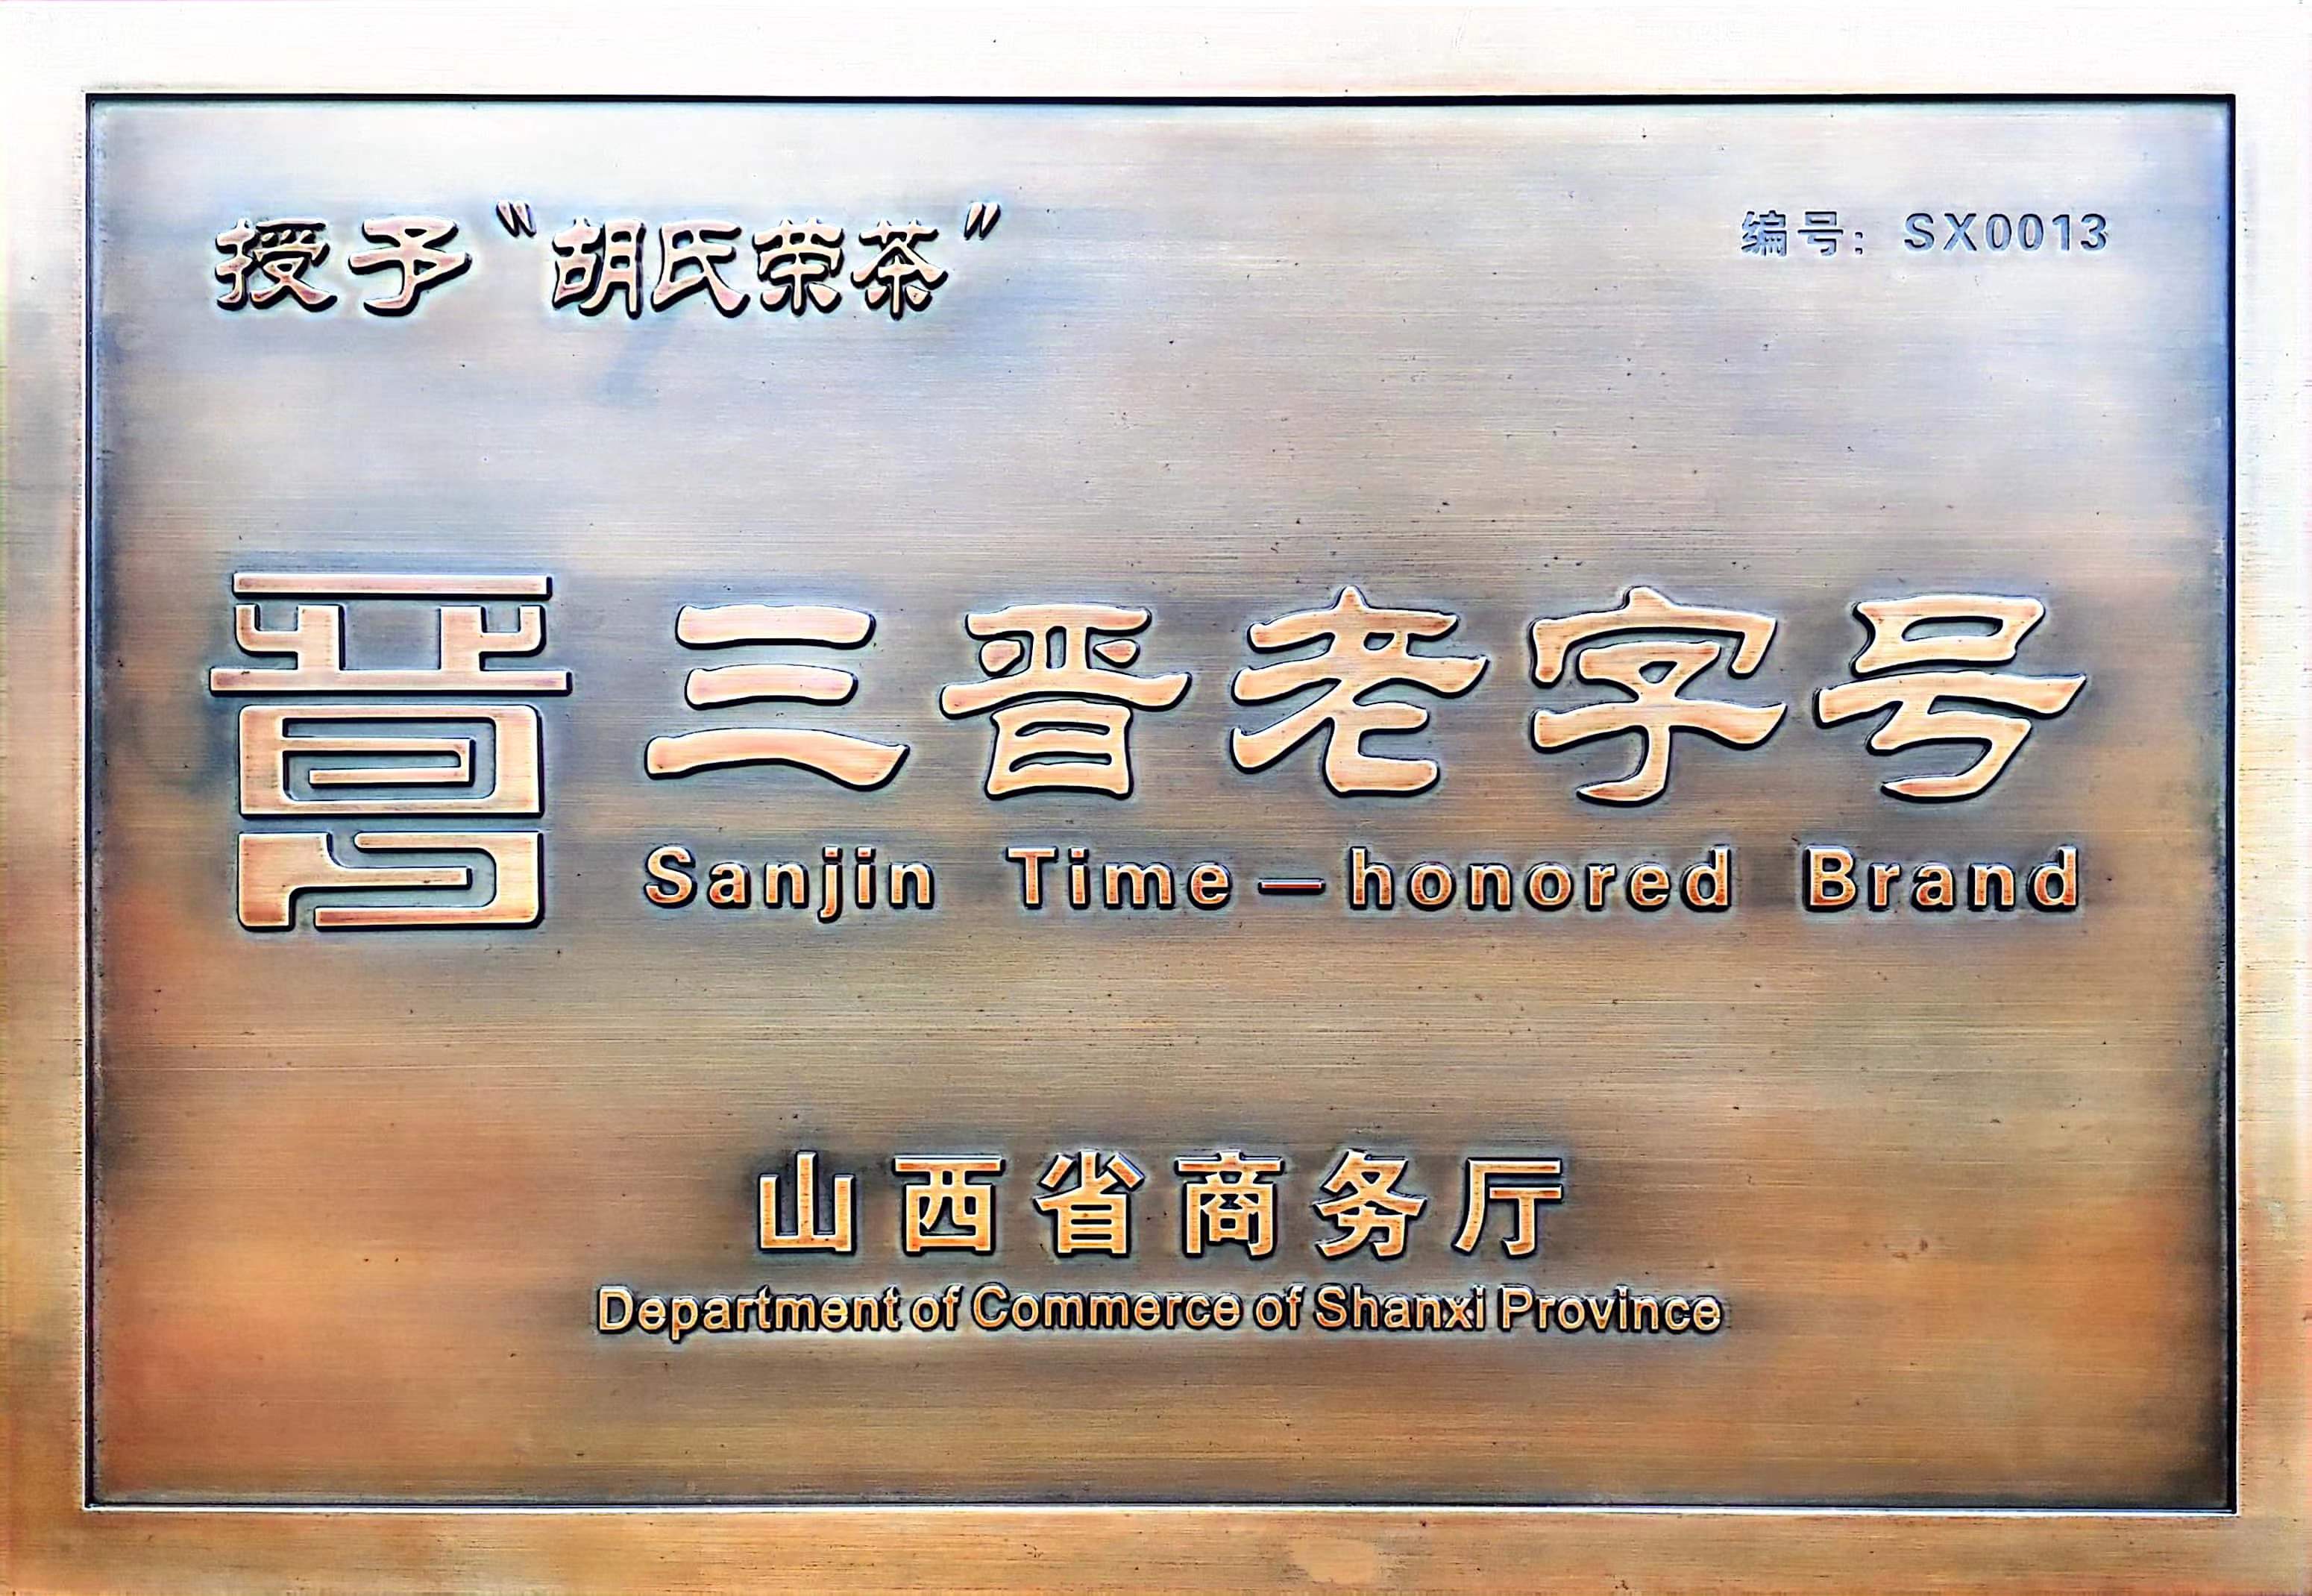 授予“胡氏荣茶”
编号：SX0013
三晋老字号
Sanjin Time-honored Brand
山西省商务厅
Department of Commerce of Shanxi Province